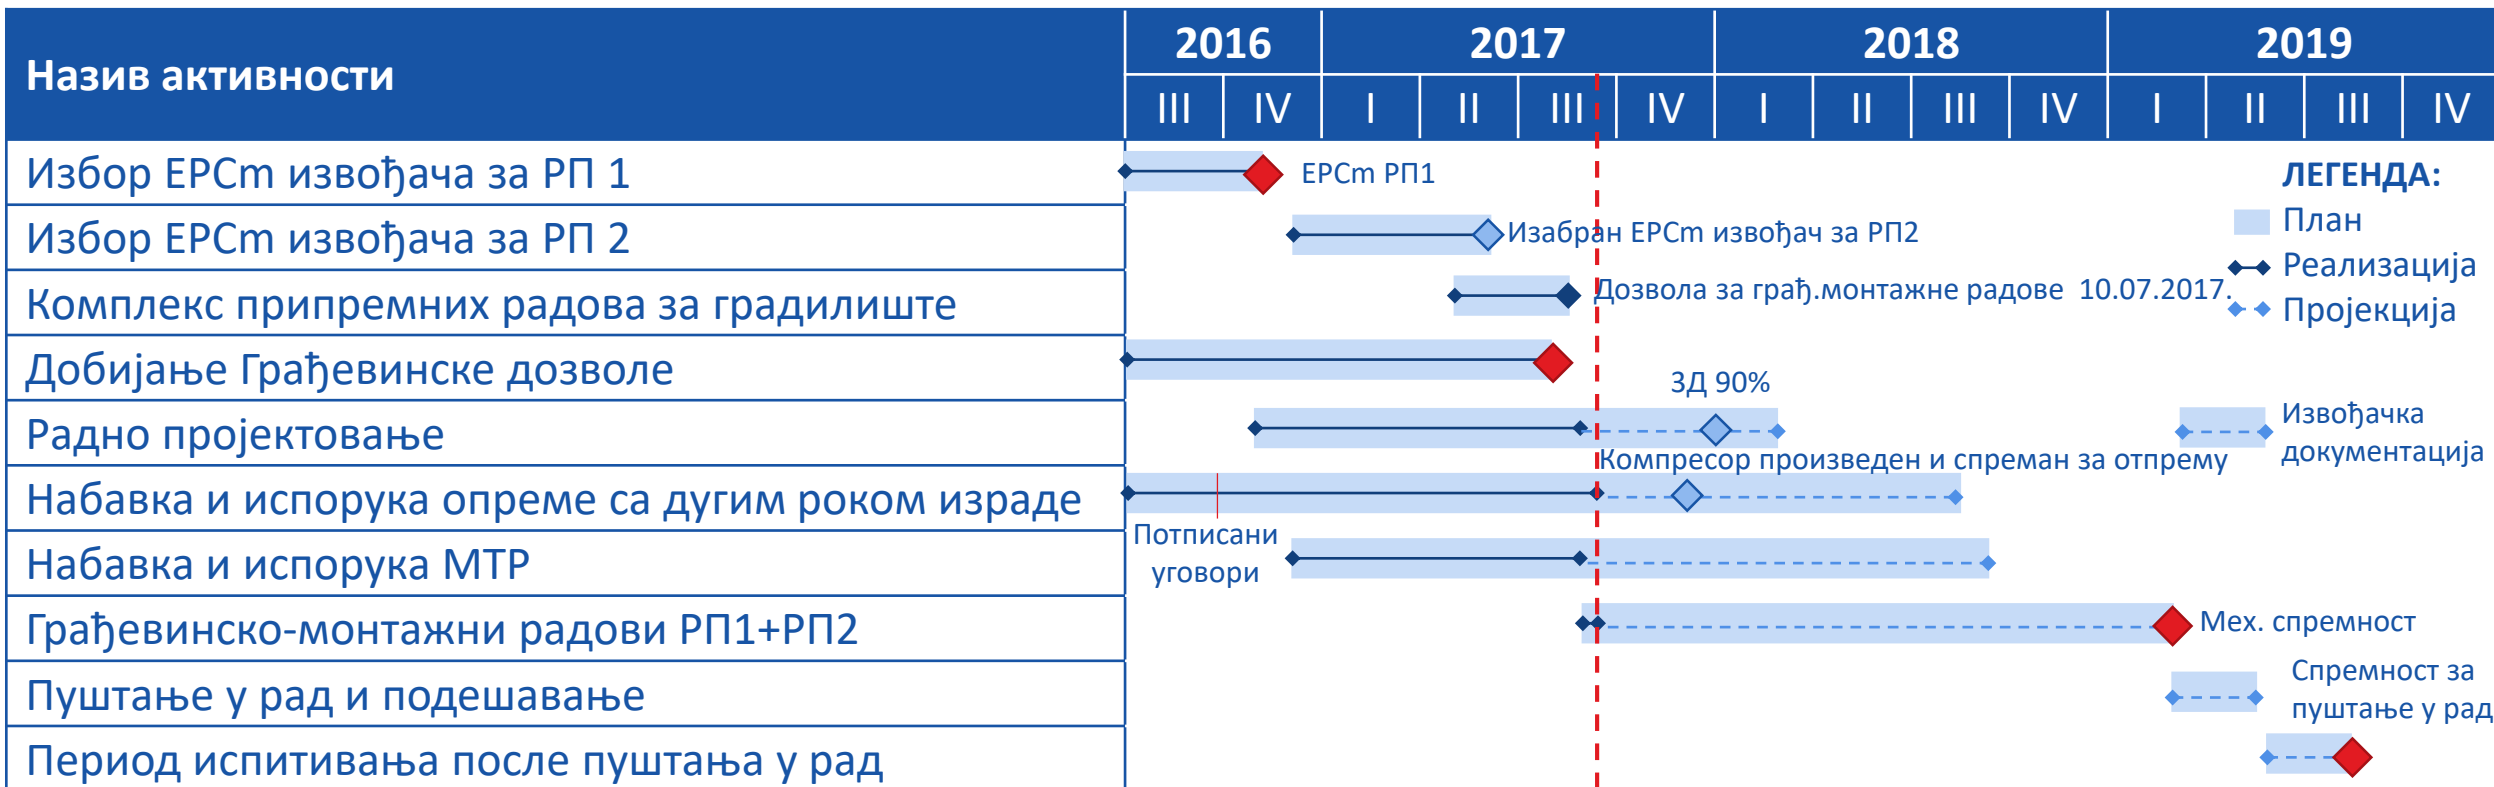 Назив активности
2016 2017 2018 2019
III IV I II III IV I II III IV I II III IV
Избор EPCm извођача за РП 1
EPCm РП1
ЛЕГЕНДА:
План
Реализација
Пројекција
Избор EPCm извођача за РП 2
Изабран EPCm извођач за РП2
Комплекс припремних радова за градилиште
Дозвола за грађ.монтажне радове 10.07.2017.
Добијање Грађевинске дозволе
Радно пројектовање
ЗД 90%
Извођачка
документација
Набавка и испорука опреме са дугим роком израде
Компресор произведен и спреман за отпрему
Потписани
уговори
Набавка и испорука МТР
Грађевинско-монтажни радови РП1+РП2
Мех. спремност
Пуштање у рад и подешавање
Спремност за
пуштање у рад
Период испитивања после пуштања у рад